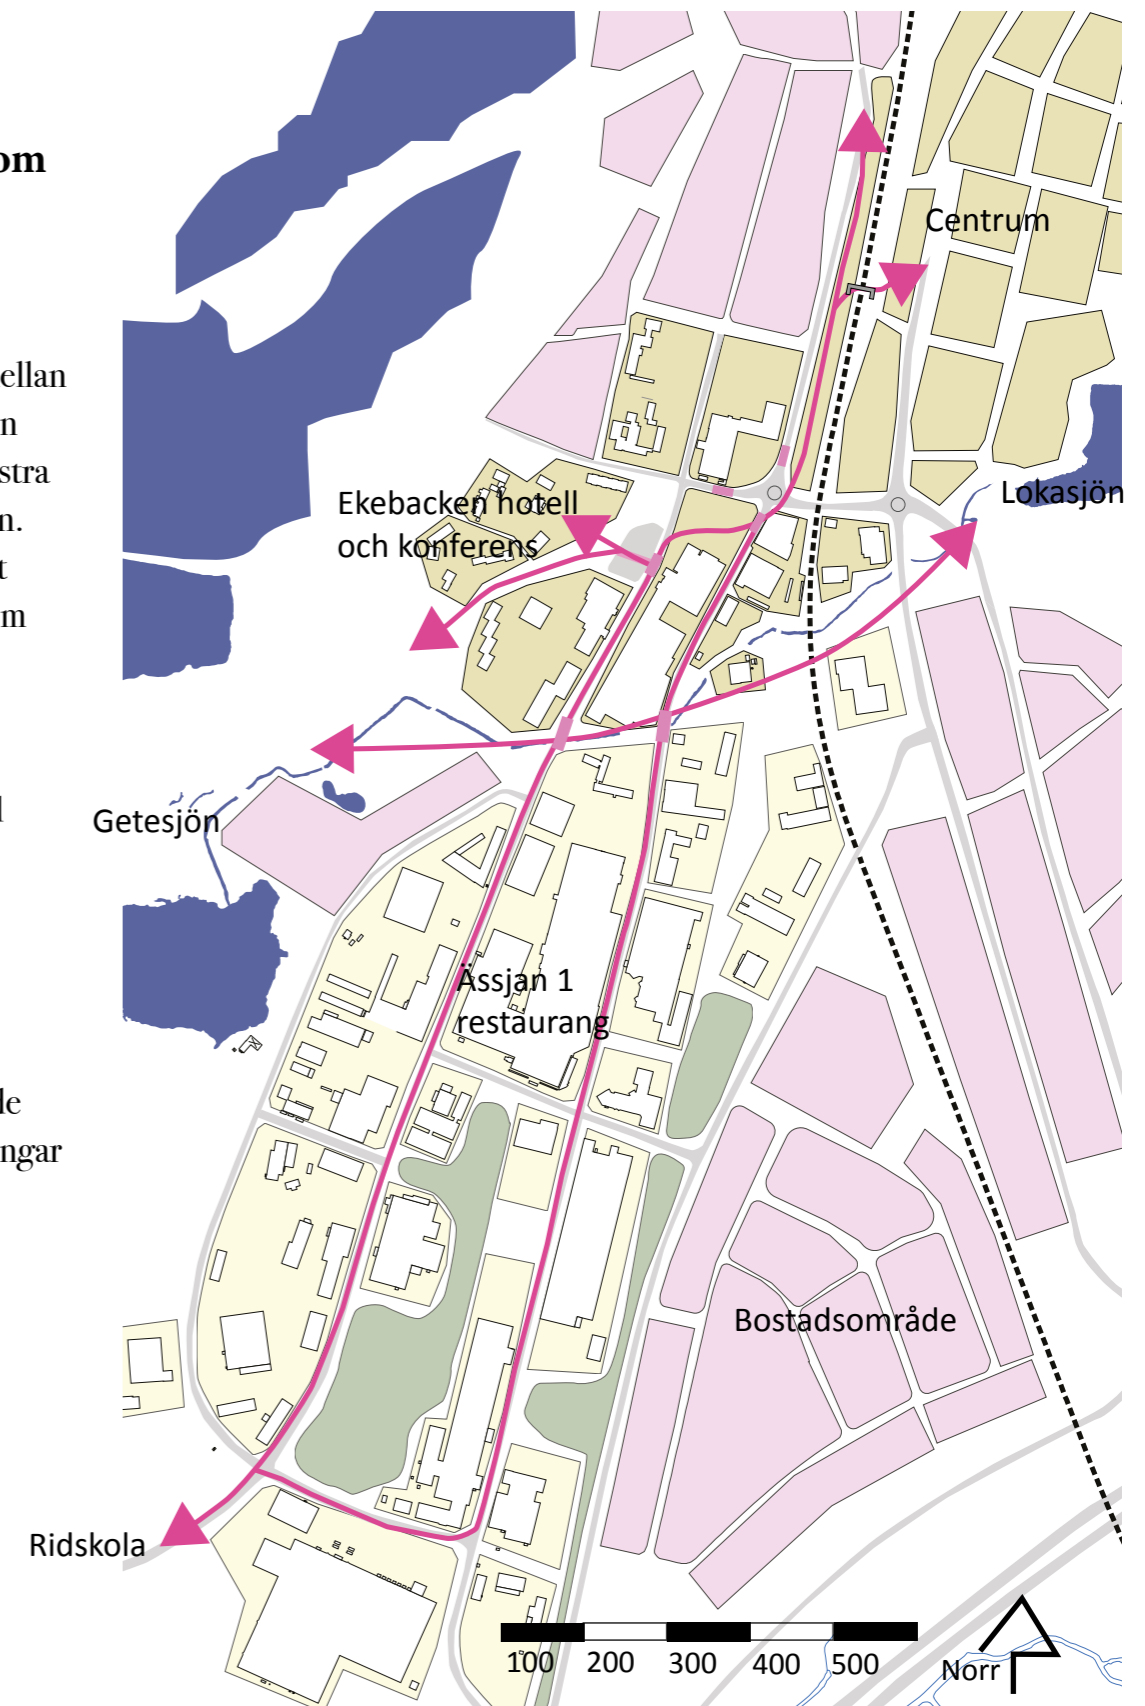 om
ellan
n
stra
n.
t
m
l
le
ngar
Centrum
Lokasjön
Ekebacken hotell
och konferens
Getesjön
Ässjan 1
restaurang
Bostadsområde
Ridskola
100 200 300 400 500
Norr